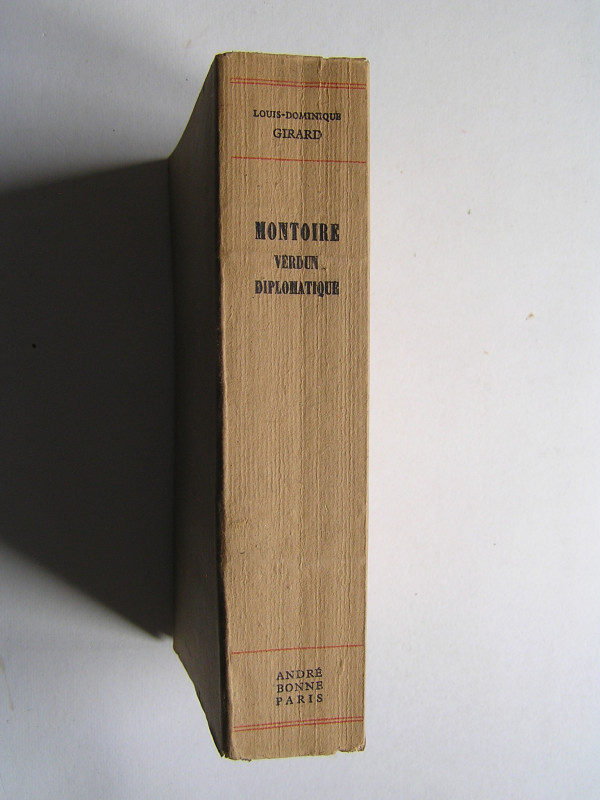 LOUIS-DOMINIQUE
GIRARD
MONTOIRE
VERDUN
DIPLOMATIQUE
ANDRÉ
BONNE
PARIS